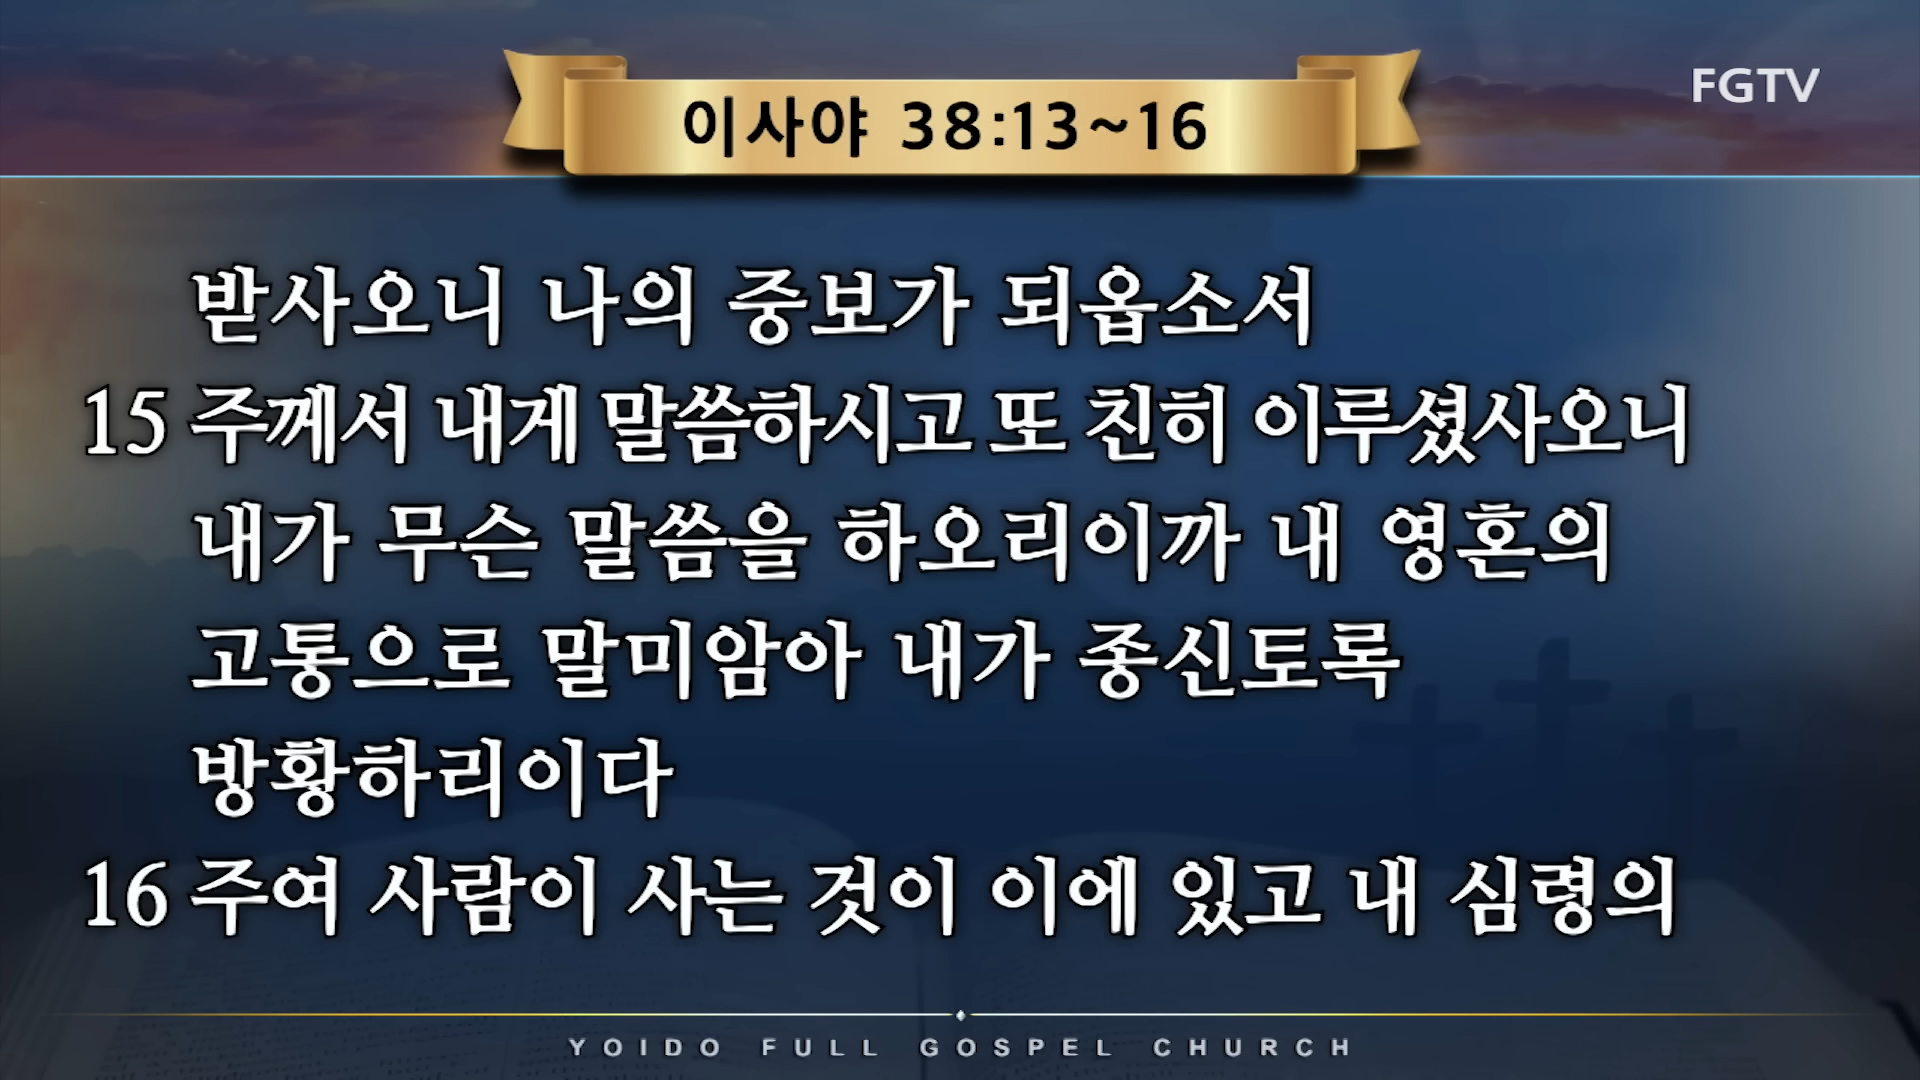 이사야 38:13~16
FGTV
받사오니 나의 중보가 되옵소서
15 주께서 내게 말씀하시고 또 친히 이루셨사오니
내가 무슨 말씀을 하오리이까 내 영혼의
고통으로 말미암아 내가 종신토록
방황하리이다
16 주여 사람이 사는 것이 이에 있고 내 심령의
YOIDO FULL GOSPEL CHURCH